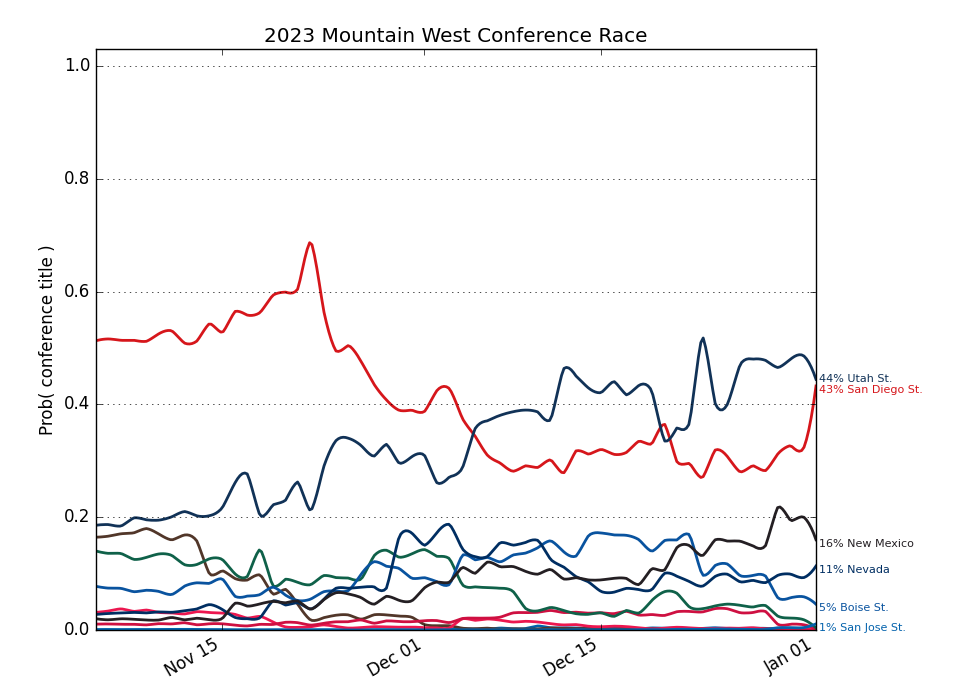 2023 Mountain West Conference Race
Prob( conference title )
1.0
0.8
0.6
0.4
0.2
0.0
44% Utah St.
43% San Diego St.
16% New Mexico
11% Nevada
5% Boise St.
1% San Jose St.
Nov 15
Dec 01
Dec 15
Jan 01